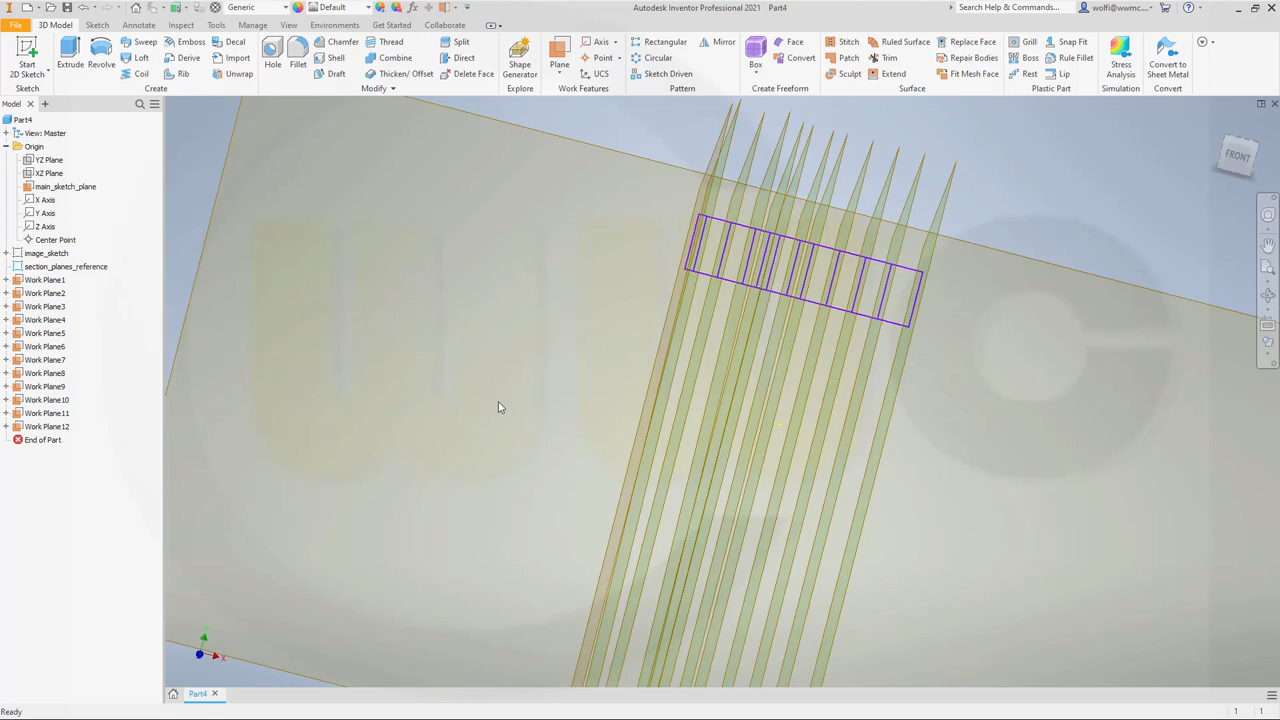 Generic
Default
Autodesk Inventor Professional 2021 Part4
Search Help & Commands...
wolfi@wwmc...
File
3D Model
Sketch
Annotate
Inspect
Tools
Manage
View
Environments
Get Started
Collaborate
Start
2D Sketch
Sketch
Extrude
Revolve
Sweep
Loft
Coil
Emboss
Rib
Derive
Decal
Import
Unwrap
Create
Hole
Fillet
Chamfer
Shell
Draft
Thread
Combine
Thicken/ Offset
Split
Direct
Delete Face
Modify
Shape
Generator
Explore
Plane
Axis
Point
UCS
Work Features
Rectangular
Circular
Sketch Driven
Mirror
Pattern
Box
Face
Convert
Create Freeform
Stitch
Patch
Sculpt
Ruled Surface
Trim
Extend
Replace Face
Repair Bodies
Fit Mesh Face
Surface
Grill
Boss
Rest
Snap Fit
Rule Fillet
Lip
Plastic Part
Stress
Analysis
Simulation
Convert to
Sheet Metal
Convert
Model
Part4
View: Master
Origin
YZ Plane
XZ Plane
main_sketch_plane
X Axis
Y Axis
Z Axis
Center Point
image_sketch
section_planes_reference
Work Plane1
Work Plane2
Work Plane3
Work Plane4
Work Plane5
Work Plane6
Work Plane7
Work Plane8
Work Plane9
Work Plane10
Work Plane11
Work Plane12
End of Part
FRONT
X
Part4
Ready
1 1